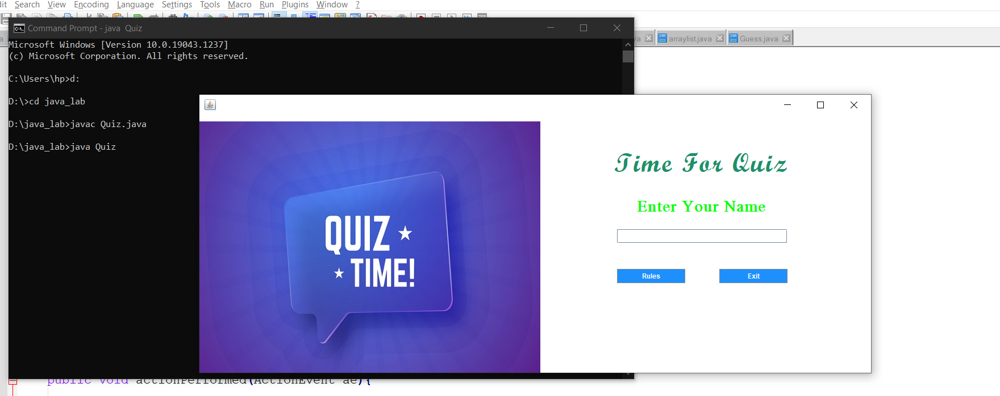 Search View Encoding Language Settings Tools Macro Run Plugins Window ?
Command Prompt - java Quiz
arraylist.java Guess.java
Microsoft Windows [Version 10.0.19043.1237]
(c) Microsoft Corporation. All rights reserved.
C:\Users\hp>d:
D:\>cd java_lab
D:\java_lab>javac Quiz.java
D:\java_lab>java Quiz
QUIZ
TIME!
Time For Quiz
Enter Your Name
Rules Exit
public void actionPerformed(ActionEvent ae){